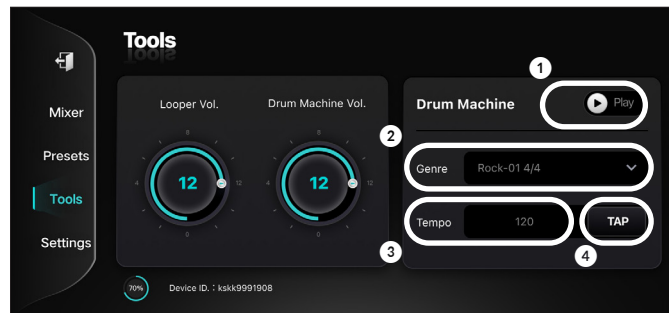 Tools
1
Mixer
Presets
Tools
Settings
Looper Vol.
Drum Machine Vol.
8
4
12
0
12
8
4
12
0
12
Drum Machine
Play
2
Genre
Rock-01 4/4
Tempo
120
TAP
3
4
70%
Device ID. : kskk9991908